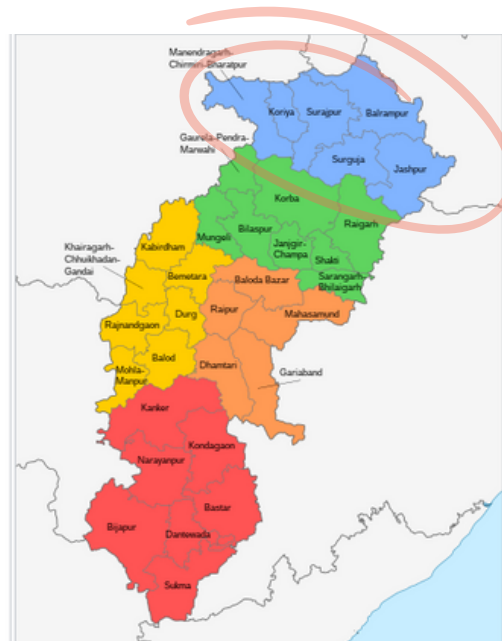 Manendragarh-
Chirmiri-Bharatpur
Koriya
Surajpur
Balrampur
Surguja
Jashpur
Gaurela-Pendra-
Marwahi
Korba
Raigarh
Bilaspur
Mungeli
Janjgir-
Champa
Shakti
Sarangarh-
Bhilaigarh
Khairagarh-
Chhuikhadan-
Gandai
Kabirdham
Bemetara
Baloda Bazar
Durg
Raipur
Mahasamund
Rajnandgaon
Balod
Mohla-
Manpur
Dhamtari
Gariaband
Kanker
Kondagaon
Narayanpur
Bastar
Bijapur
Dantewada
Sukma